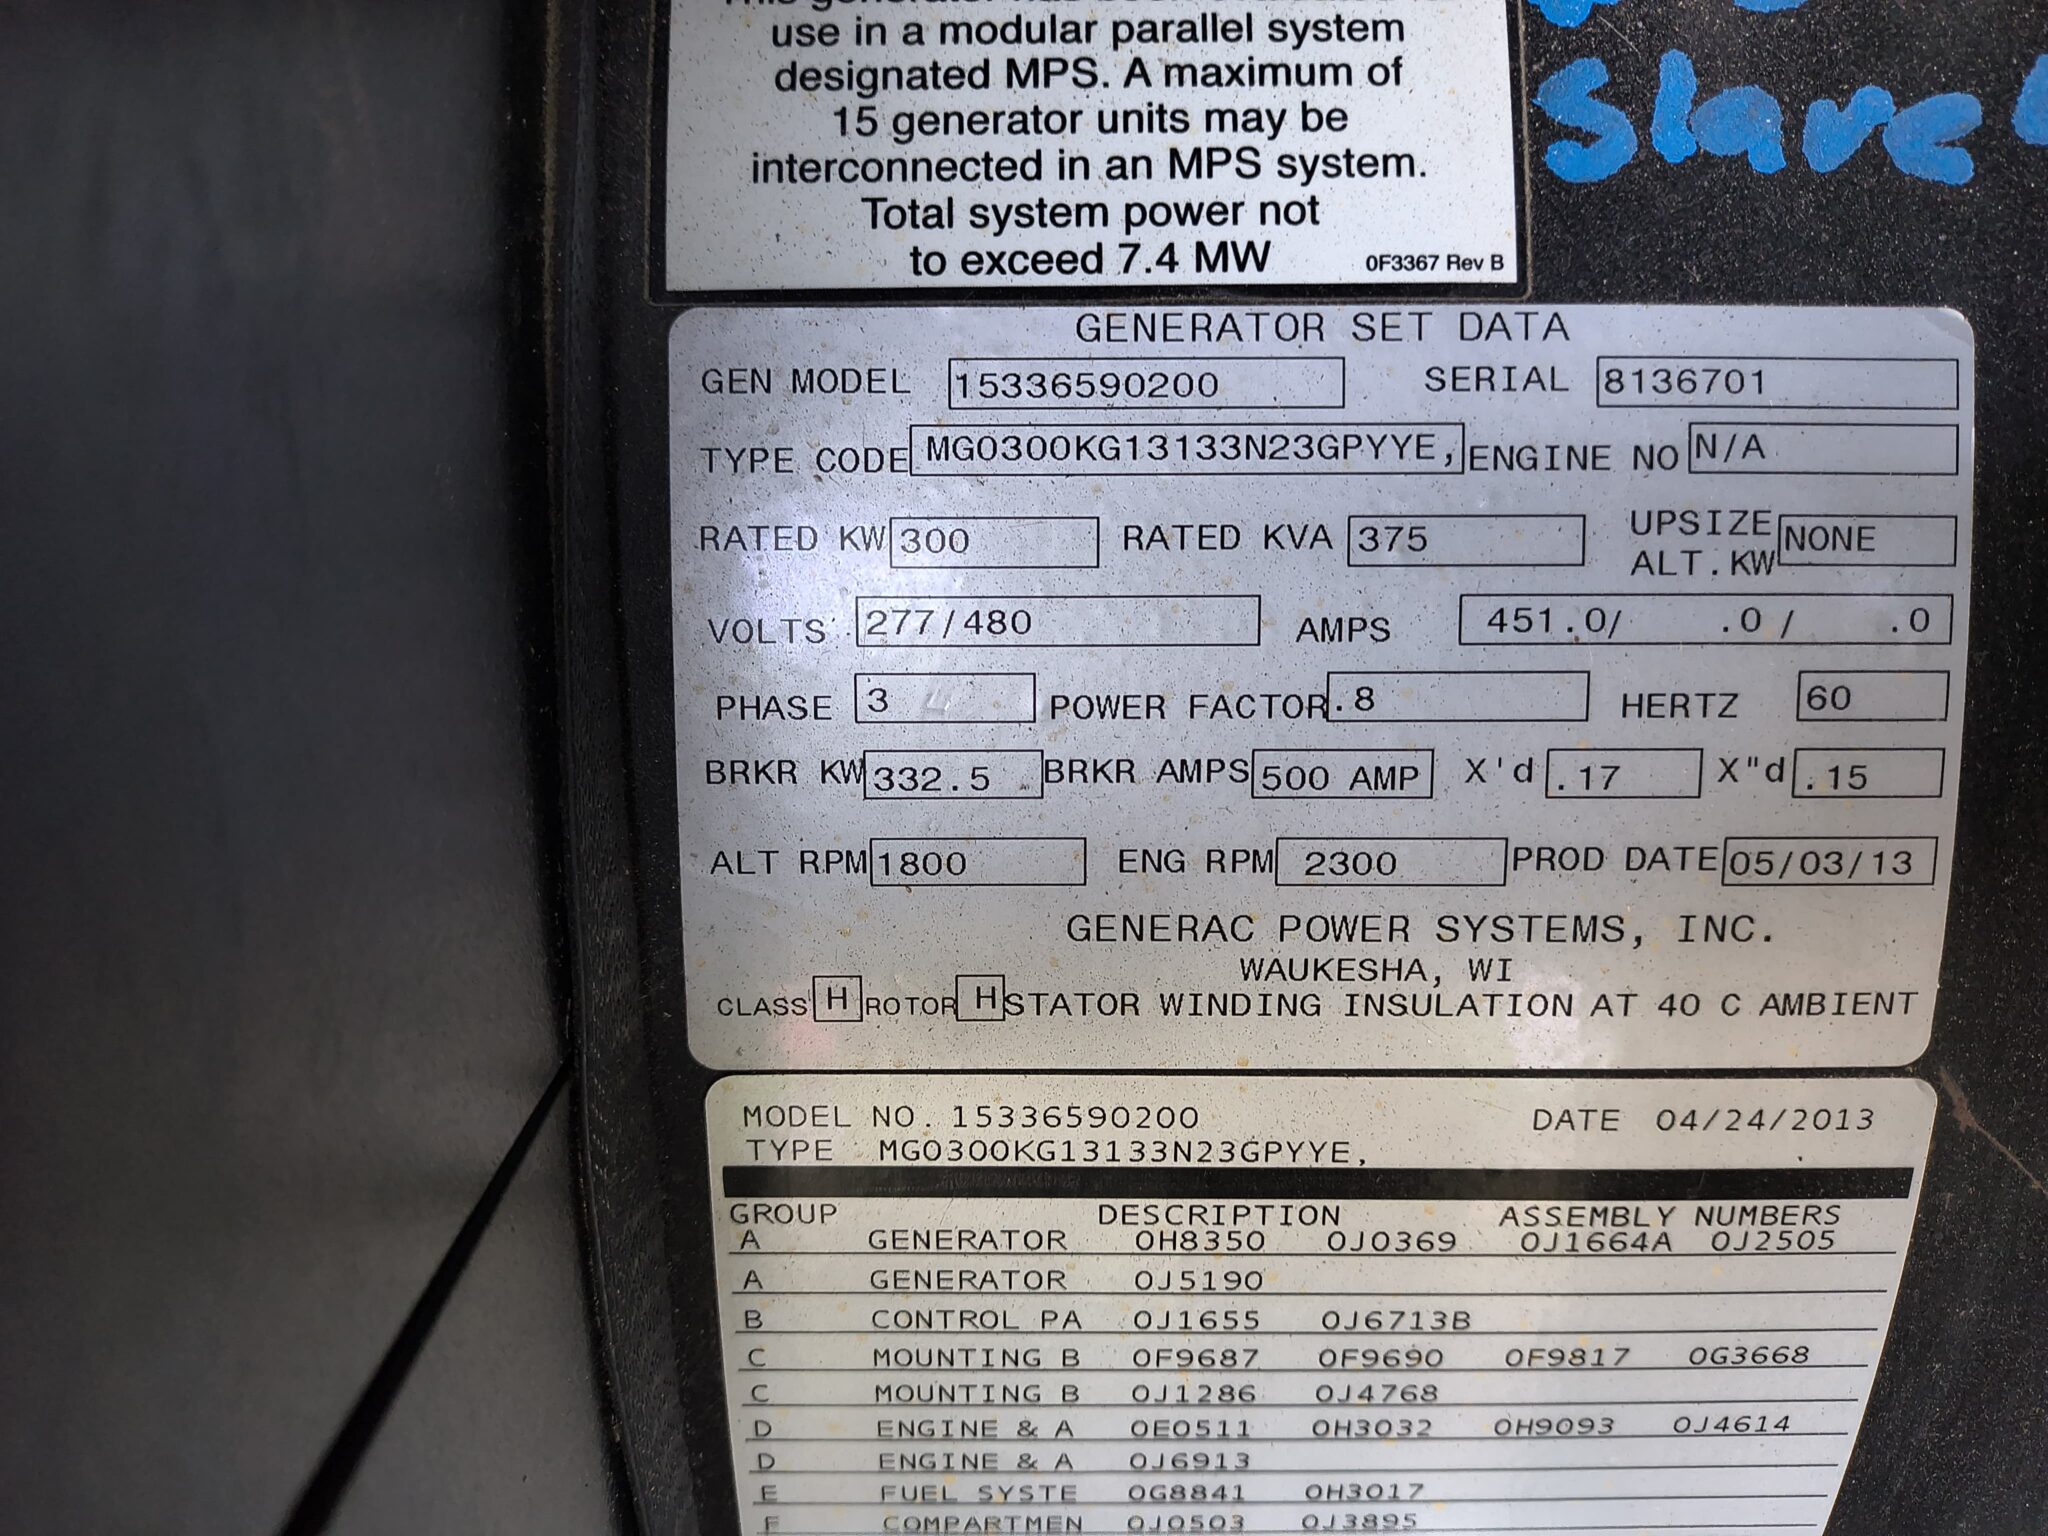 This generator has been evaluated for
use in a modular parallel system
designated MPS. A maximum of
15 generator units may be
interconnected in an MPS system.
Total system power not
to exceed 7.4 MW 0F3367 Rev B
Slave
GENERATOR SET DATA
GEN MODEL 15336590200 SERIAL 8136701
TYPE CODE MG0300KG13133N23GPYYE, ENGINE NO N/A
RATED KW 300 RATED KVA 375 UPSIZE ALT.KW NONE
VOLTS 277/480 AMPS 451.0/ .0/ .0
PHASE 3 POWER FACTOR .8 HERTZ 60
BRKR KW 332.5 BRKR AMPS 500 AMP X'd .17 X"d .15
ALT RPM 1800 ENG RPM 2300 PROD DATE 05/03/13
GENERAC POWER SYSTEMS, INC.
WAUKESHA, WI
CLASS H ROTOR H STATOR WINDING INSULATION AT 40 C AMBIENT
MODEL NO. 15336590200 DATE 04/24/2013
TYPE MG0300KG13133N23GPYYE,
GROUP DESCRIPTION ASSEMBLY NUMBERS
A GENERATOR 0H8350 0J0369 0J1664A 0J2505
A GENERATOR 0J5190
B CONTROL PA 0J1655 0J6713B
C MOUNTING B 0F9687 0F9690 0F9817 0G3668
C MOUNTING B 0J1286 0J4768
D ENGINE & A 0E0511 0H3032 0H9093 0J4614
D ENGINE & A 0J6913
E FUEL SYSTE 0G8841 0H3017
F COMPARTMEN 0J0503 0J3895